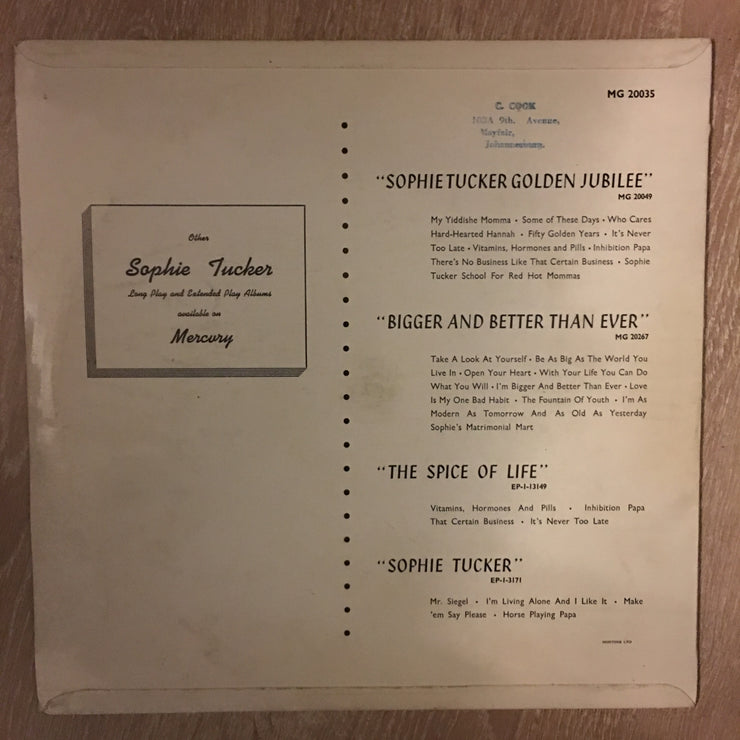 MG 20035
C. COOK
9th. Avenue,
Mayfair,
Johannesburg.
Other
Sophie Tucker
Long Play and Extended Play Albums
available on
Mercury
"SOPHIE TUCKER GOLDEN JUBILEE"
MG 20049
My Yiddishe Momma • Some of These Days • Who Cares
Hard-Hearted Hannah • Fifty Golden Years • It's Never
Too Late • Vitamins, Hormones and Pills • Inhibition Papa
There's No Business Like That Certain Business • Sophie
Tucker School For Red Hot Mommas
"BIGGER AND BETTER THAN EVER"
MG 20267
Take A Look At Yourself • Be As Big As The World You
Live In • Open Your Heart • With Your Life You Can Do
What You Will • I'm Bigger And Better Than Ever • Love
Is My One Bad Habit • The Fountain Of Youth • I'm As
Modern As Tomorrow And As Old As Yesterday
Sophie's Matrimonial Mart
"THE SPICE OF LIFE"
EP-1-13149
Vitamins, Hormones And Pills • Inhibition Papa
That Certain Business • It's Never Too Late
"SOPHIE TUCKER"
EP-1-3171
Mr. Siegel • I'm Living Alone And I Like It • Make
'em Say Please • Horse Playing Papa